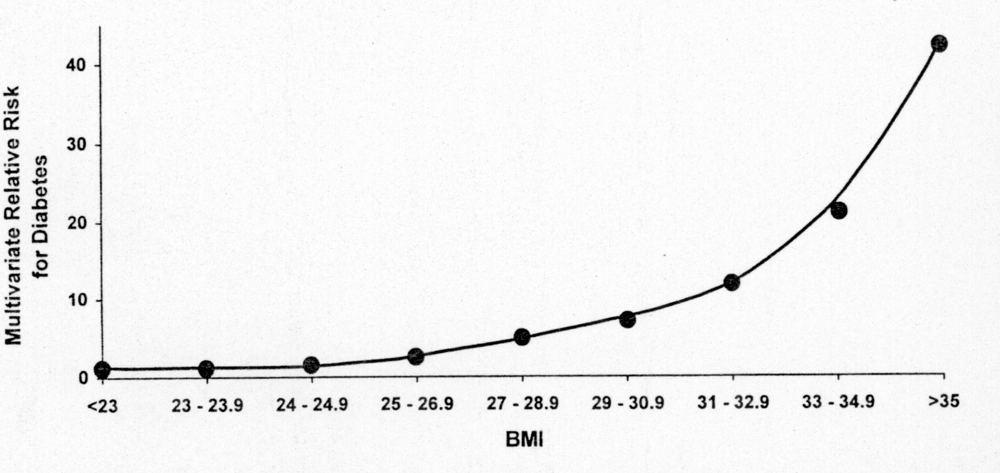 Multivariate Relative Risk
for Diabetes
40
30
20
10
0
<23 23 - 23.9 24 - 24.9 25 - 26.9 27 - 28.9 29 - 30.9 31 - 32.9 33 - 34.9 >35
BMI